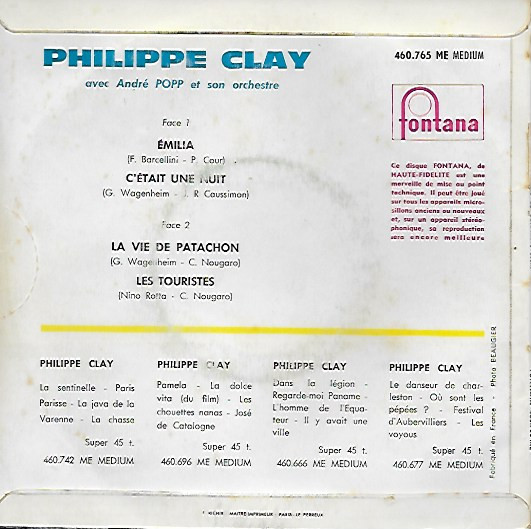 PHILIPPE CLAY
avec André POPP et son orchestre
460.765 ME MEDIUM
fontana
Face 1
ÉMILIA
(F. Barcellini - P. Cour)
C'ÉTAIT UNE NUIT
(G. Wagenheim - J. R Caussimon)
Face 2
LA VIE DE PATACHON
(G. Wagenheim - C. Nougaro)
LES TOURISTES
(Nino Rotta - C. Nougaro)
Ce disque FONTANA, de
HAUTE-FIDELITE est une
merveille de mise au point
technique. Il peut être joué
sur tous les appareils micro-
sillons anciens ou nouveaux
et, sur un appareil stéréo-
phonique, sa reproduction
sera encore meilleure
PHILIPPE CLAY
La sentinelle - Paris
Parisse - La java de la
Varenne - La chasse
Super 45 t.
460.742 ME MEDIUM
PHILIPPE CLAY
Pamela - La dolce
vita (du film) - Les
chouettes nanas - José
de Catalogne
Super 45 t.
460.696 ME MEDIUM
PHILIPPE CLAY
Dans la légion -
Regarde-moi Paname -
L'homme de l'Equa-
teur - Il y avait une
ville
Super 45 t.
460.666 ME MEDIUM
PHILIPPE CLAY
Le danseur de char-
leston - Où sont les
pépées ? - Festival
d'Aubervilliers - Les
voyous
Super 45 t.
460.677 ME MEDIUM
Fabriqué en France - Photo BEAUGIER
MAITRE-IMPRIMEUR - PARIS - LE PERREUX